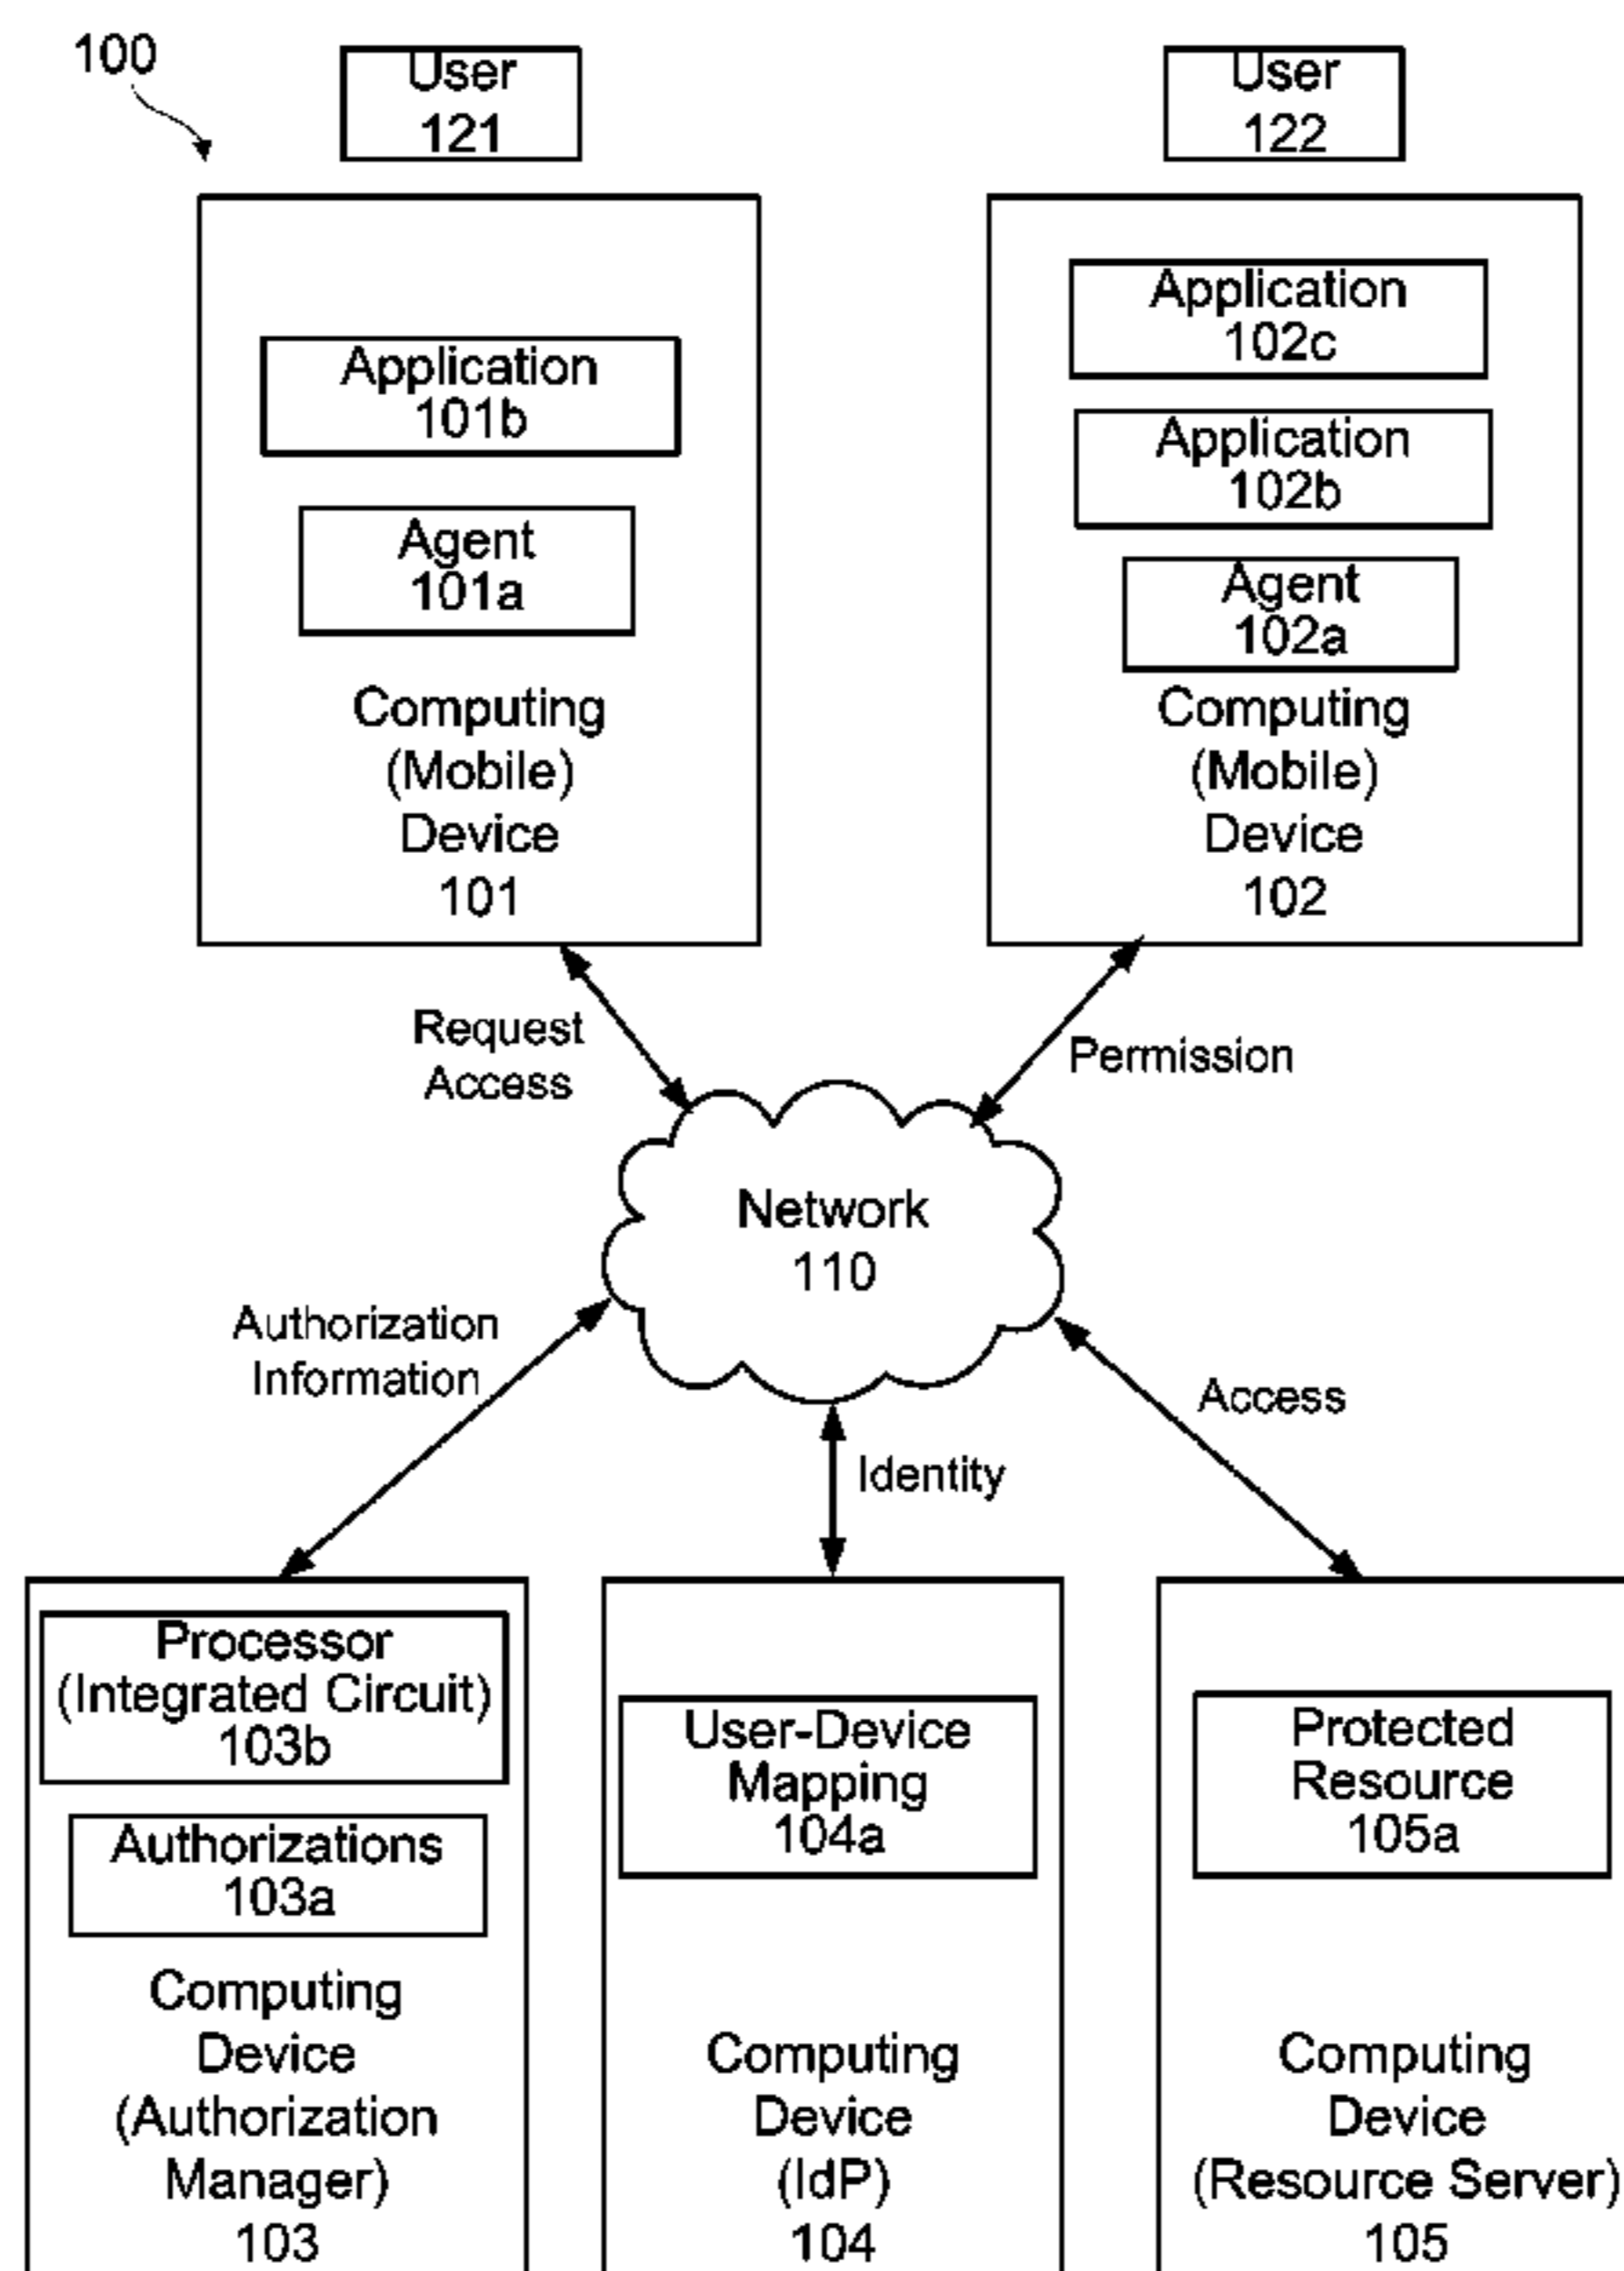 100
User
121
User
122
Application
101b
Agent
101a
Computing
(Mobile)
Device
101
Application
102c
Application
102b
Agent
102a
Computing
(Mobile)
Device
102
Request
Access
Permission
Network
110
Authorization
Information
Identity
Access
Processor
(Integrated Circuit)
103b
Authorizations
103a
Computing
Device
(Authorization
Manager)
103
User-Device
Mapping
104a
Computing
Device
(IdP)
104
Protected
Resource
105a
Computing
Device
(Resource Server)
105